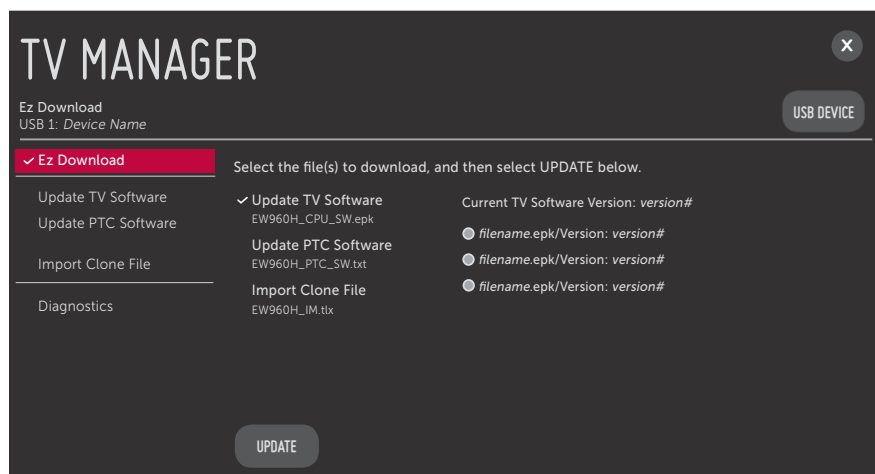 TV MANAGER
X
Ez Download
USB 1: Device Name
USB DEVICE
Ez Download
Update TV Software
Update PTC Software
Import Clone File
Diagnostics
Select the file(s) to download, and then select UPDATE below.
Update TV Software
EW960H_CPU_SW.epk
Update PTC Software
EW960H_PTC_SW.txt
Import Clone File
EW960H_IM.tlx
Current TV Software Version: version#
filename.epk/Version: version#
filename.epk/Version: version#
filename.epk/Version: version#
UPDATE